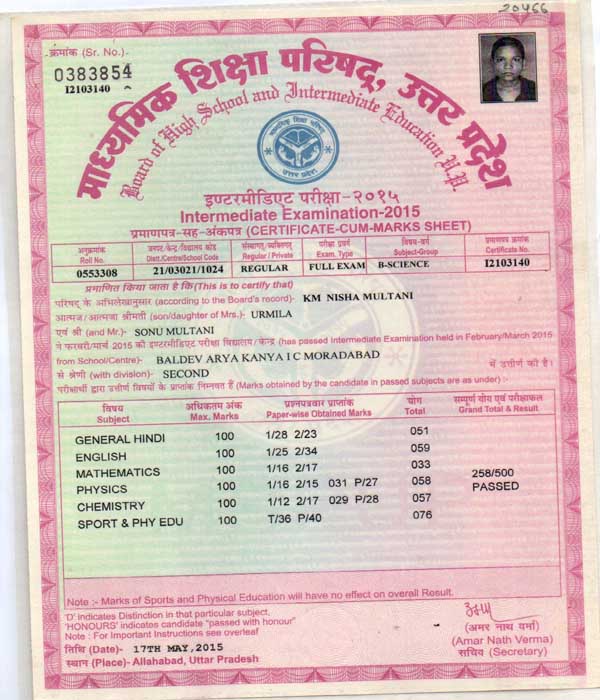 20466
क्रमांक (Sr. No.)-
0383854
I2103140
माध्यमिक शिक्षा परिषद्, उत्तर प्रदेश
Board of High School and Intermediate Education U.P.
इण्टरमीडिएट परीक्षा-२०१५
Intermediate Examination-2015
प्रमाणपत्र-सह-अंकपत्र (CERTIFICATE-CUM-MARKS SHEET)
अनुक्रमांक जनपद/केन्द्र/विद्यालय कोड संस्थागत/व्यक्तिगत परीक्षा प्रवर्ग विषय-वर्ग प्रमाणपत्र क्रमांक
Roll No. Distt./Centre/School Code Regular / Private Exam. Type Subject-Group Certificate No.
0553308 21/03021/1024 REGULAR FULL EXAM B-SCIENCE I2103140
प्रमाणित किया जाता है कि (This is to certify that)
परिषद के अभिलेखानुसार (according to the Board's record)- KM NISHA MULTANI
आत्मज/आत्मजा श्रीमती (son/daughter of Mrs.)- URMILA
एवं श्री (and Mr.)- SONU MULTANI
ने फरवरी/मार्च 2015 की इण्टरमीडिएट परीक्षा विद्यालय/केन्द्र (has passed Intermediate Examination held in February/March 2015
from School/Centre)- BALDEV ARYA KANYA I C MORADABAD में उत्तीर्ण की है।
से श्रेणी (with division)- SECOND
परीक्षार्थी द्वारा उत्तीर्ण विषयों के प्राप्तांक निम्नवत हैं (Marks obtained by the candidate in passed subjects are as under) :-
विषय अधिकतम अंक प्रश्नपत्रवार प्राप्तांक योग सम्पूर्ण योग एवं परीक्षाफल
Subject Max. Marks Paper-wise Obtained Marks Total Grand Total & Result
GENERAL HINDI 100 1/28 2/23 051
ENGLISH 100 1/25 2/34 059
MATHEMATICS 100 1/16 2/17 033 258/500
PHYSICS 100 1/16 2/15 031 P/27 058 PASSED
CHEMISTRY 100 1/12 2/17 029 P/28 057
SPORT & PHY EDU 100 T/36 P/40 076
Note :- Marks of Sports and Physical Education will have no effect on overall Result.
'D' indicates Distinction in that particular subject.
'HONOURS' indicates candidate "passed with honour"
Note : For Important Instructions see overleaf
तिथि (Date)- 17TH MAY, 2015
स्थान (Place)- Allahabad, Uttar Pradesh
(अमर नाथ वर्मा)
(Amar Nath Verma)
सचिव (Secretary)